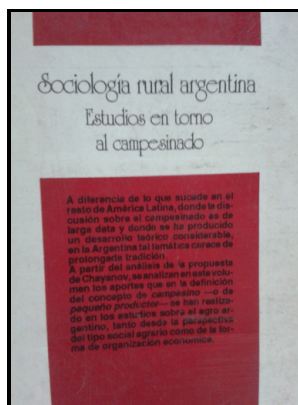 Sociología rural argentina
Estudios en torno
al campesinado
A diferencia de lo que sucede en el
resto de América Latina, donde la dis-
cusión sobre el campesinado es de
larga data y donde se ha producido
un desarrollo teórico considerable,
en la Argentina tal temática carece de
prolongada tradición.
A partir del análisis de la propuesta
de Chayanov, se analizan en este volu-
men los aportes que en la definición
del concepto de campesino —o de
pequeño productor— se han realiza-
do en los estudios sobre el agro ar-
gentino, tanto desde la perspectiva
del tipo social agrario como de la for-
ma de organización económica.